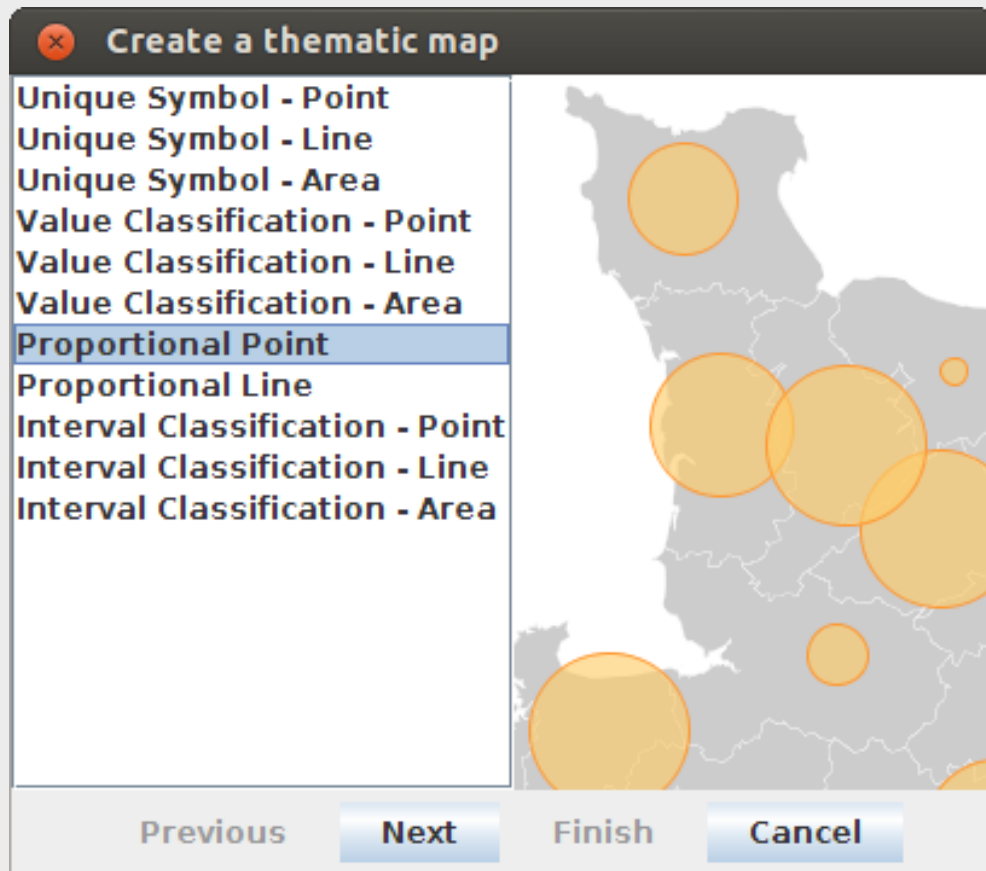 Create a thematic map
Unique Symbol - Point
Unique Symbol - Line
Unique Symbol - Area
Value Classification - Point
Value Classification - Line
Value Classification - Area
Proportional Point
Proportional Line
Interval Classification - Point
Interval Classification - Line
Interval Classification - Area
Previous Next Finish Cancel